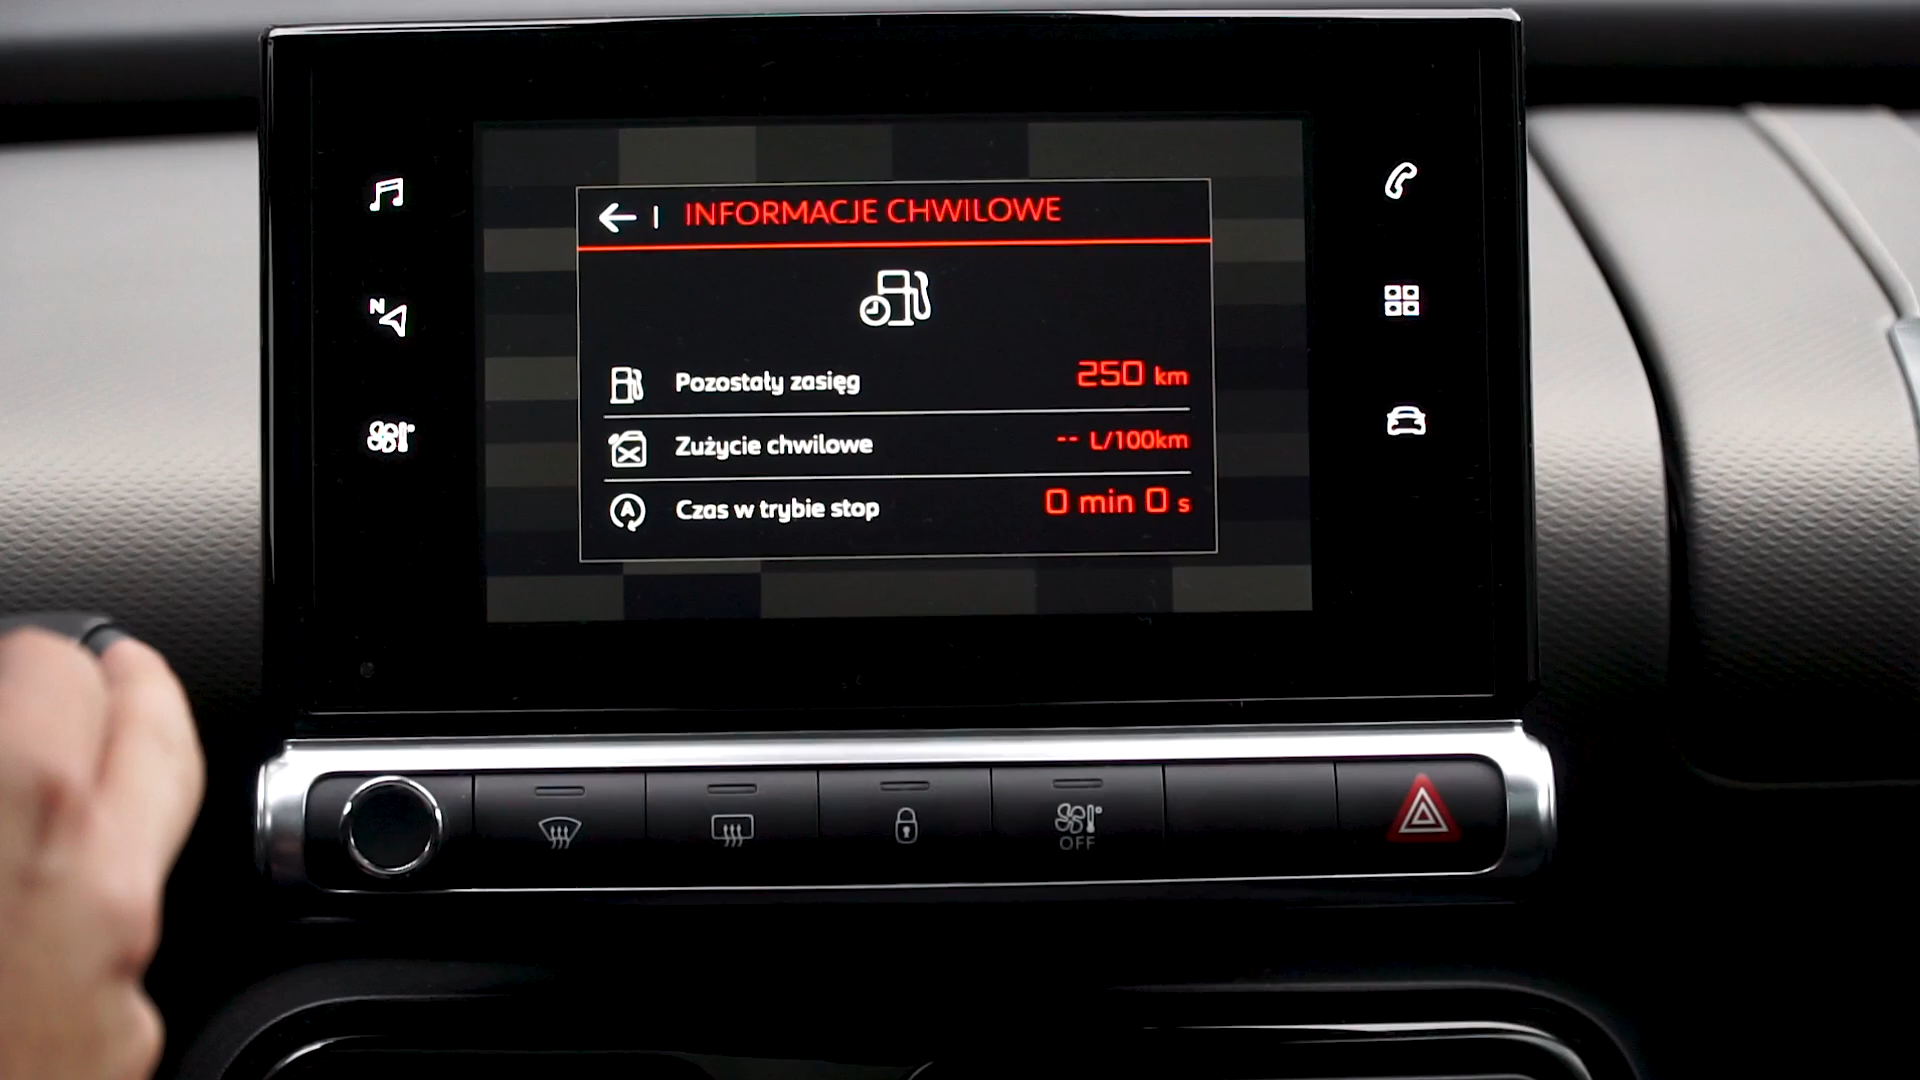 INFORMACJE CHWILOWE
N
Pozostały zasięg 250 km
Zużycie chwilowe -- L/100km
A
Czas w trybie stop 0 min 0 s
OFF